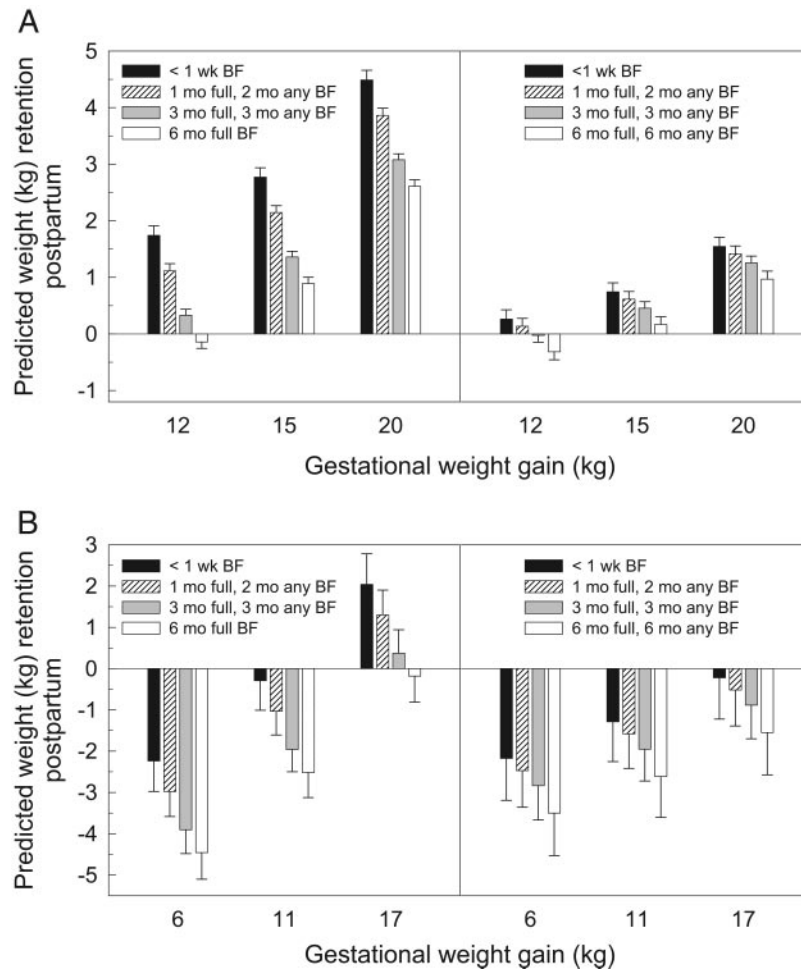 A
Predicted weight (kg) retention
postpartum
5
4
3
2
1
0
-1
< 1 wk BF
1 mo full, 2 mo any BF
3 mo full, 3 mo any BF
6 mo full BF
<1 wk BF
1 mo full, 2 mo any BF
3 mo full, 3 mo any BF
6 mo full, 6 mo any BF
12 15 20 12 15 20
Gestational weight gain (kg)
B
Predicted weight (kg) retention
postpartum
3
2
1
0
-1
-2
-3
-4
-5
< 1 wk BF
1 mo full, 2 mo any BF
3 mo full, 3 mo any BF
6 mo full BF
< 1 wk BF
1 mo full, 2 mo any BF
3 mo full, 3 mo any BF
6 mo full, 6 mo any BF
6 11 17 6 11 17
Gestational weight gain (kg)